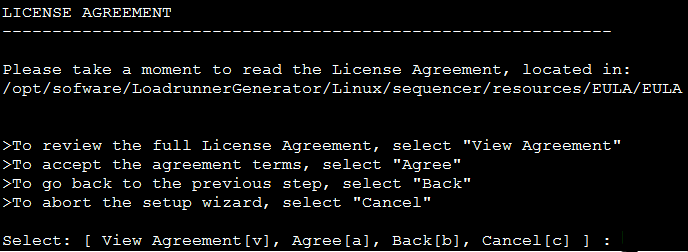 LICENSE AGREEMENT
-------------------------------------------------------------
Please take a moment to read the License Agreement, located in:
/opt/sofware/LoadrunnerGenerator/Linux/sequencer/resources/EULA/EULA
>To review the full License Agreement, select "View Agreement"
>To accept the agreement terms, select "Agree"
>To go back to the previous step, select "Back"
>To abort the setup wizard, select "Cancel"
Select: [ View Agreement[v], Agree[a], Back[b], Cancel[c] ] :